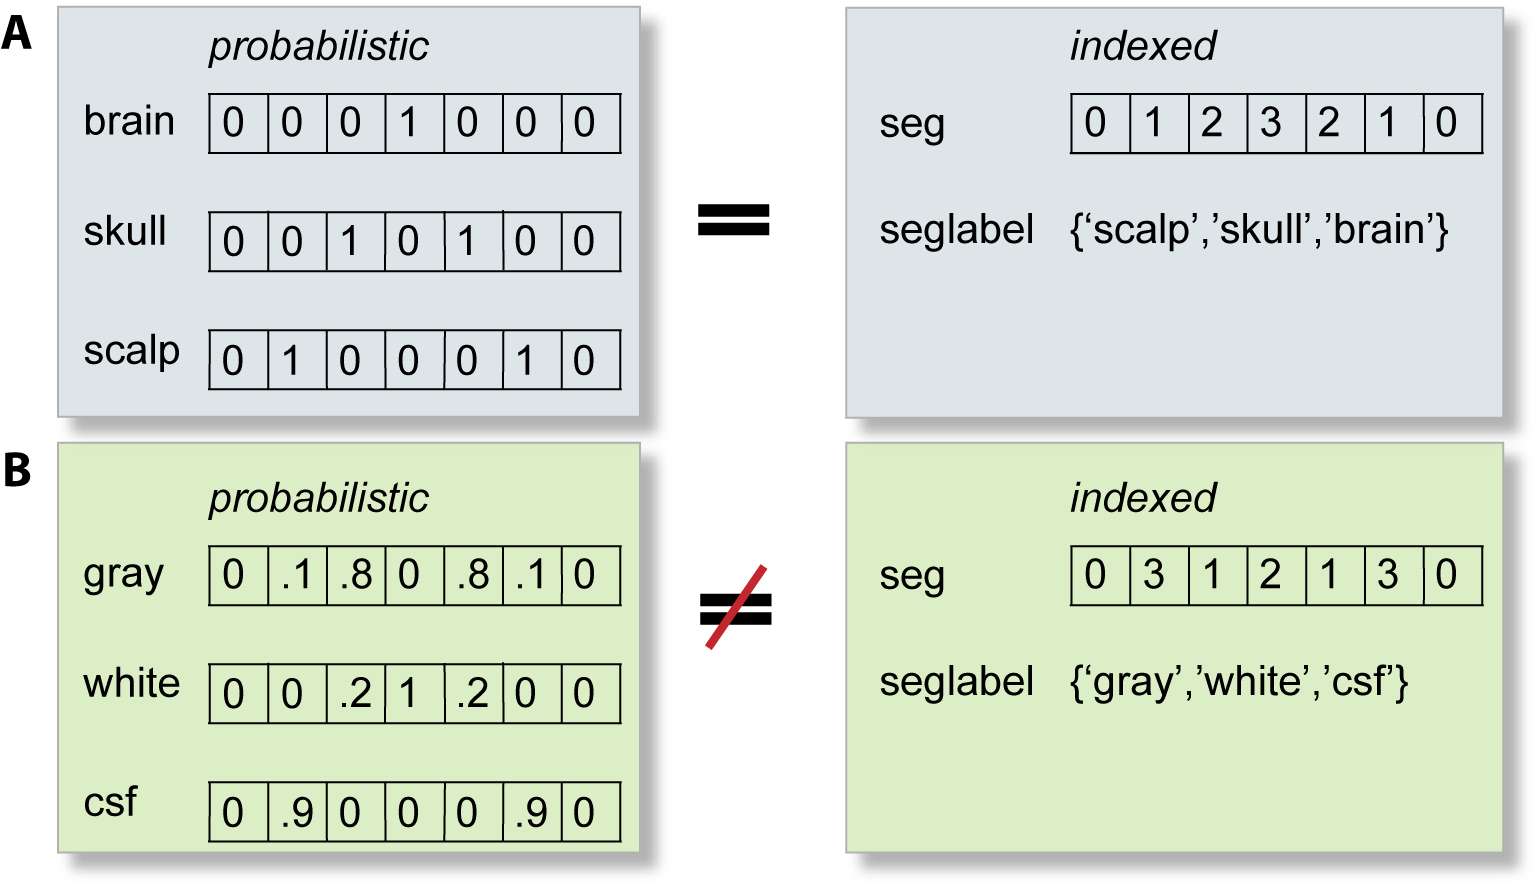 A
probabilistic
brain 0 0 0 1 0 0 0
skull 0 0 1 0 1 0 0
scalp 0 1 0 0 0 1 0
=
indexed
seg 0 1 2 3 2 1 0
seglabel {‘scalp’,’skull’,’brain’}
B
probabilistic
gray 0 .1 .8 0 .8 .1 0
white 0 0 .2 1 .2 0 0
csf 0 .9 0 0 0 .9 0
≠
indexed
seg 0 3 1 2 1 3 0
seglabel {‘gray’,’white’,’csf’}